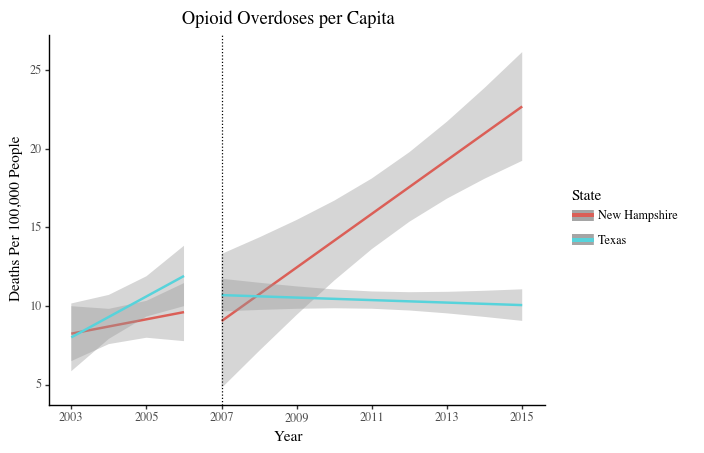 Opioid Overdoses per Capita
Deaths Per 100,000 People
25
20
15
10
5
2003 2005 2007 2009 2011 2013 2015
Year
State
New Hampshire
Texas